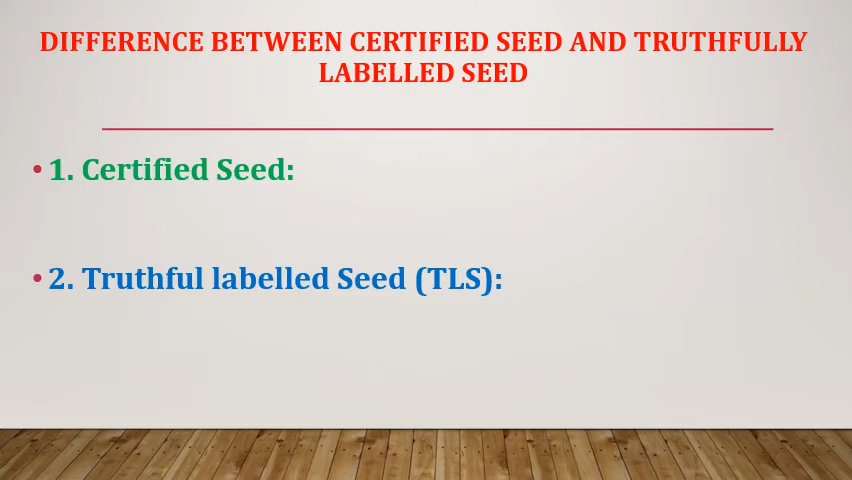 DIFFERENCE BETWEEN CERTIFIED SEED AND TRUTHFULLY
LABELLED SEED
• 1. Certified Seed:
• 2. Truthful labelled Seed (TLS):